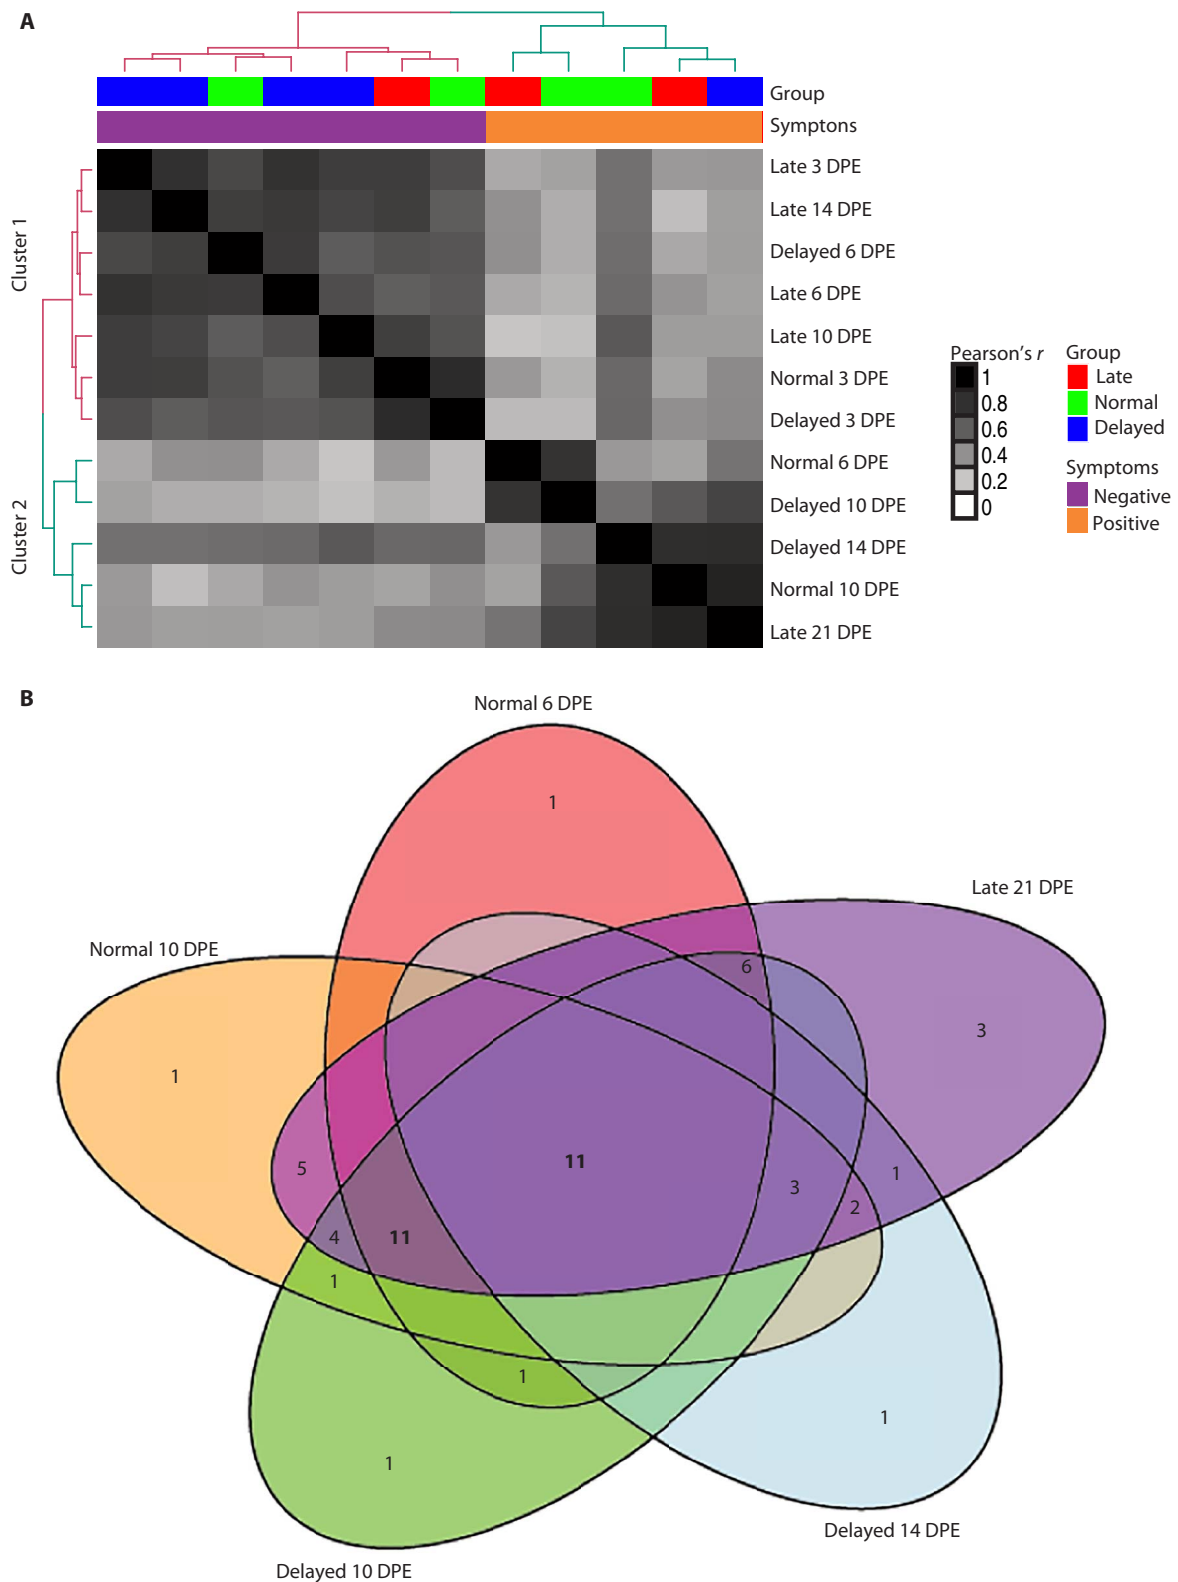 A
Group
Symptons
Cluster 1
Cluster 2
Late 3 DPE
Late 14 DPE
Delayed 6 DPE
Late 6 DPE
Late 10 DPE
Normal 3 DPE
Delayed 3 DPE
Normal 6 DPE
Delayed 10 DPE
Delayed 14 DPE
Normal 10 DPE
Late 21 DPE
Pearson's r
1
0.8
0.6
0.4
0.2
0
Group
Late
Normal
Delayed
Symptoms
Negative
Positive
B
Normal 6 DPE
1
Late 21 DPE
Normal 10 DPE
6
3
1
11
5
3
1
2
4
11
1
1
1
1
Delayed 14 DPE
Delayed 10 DPE